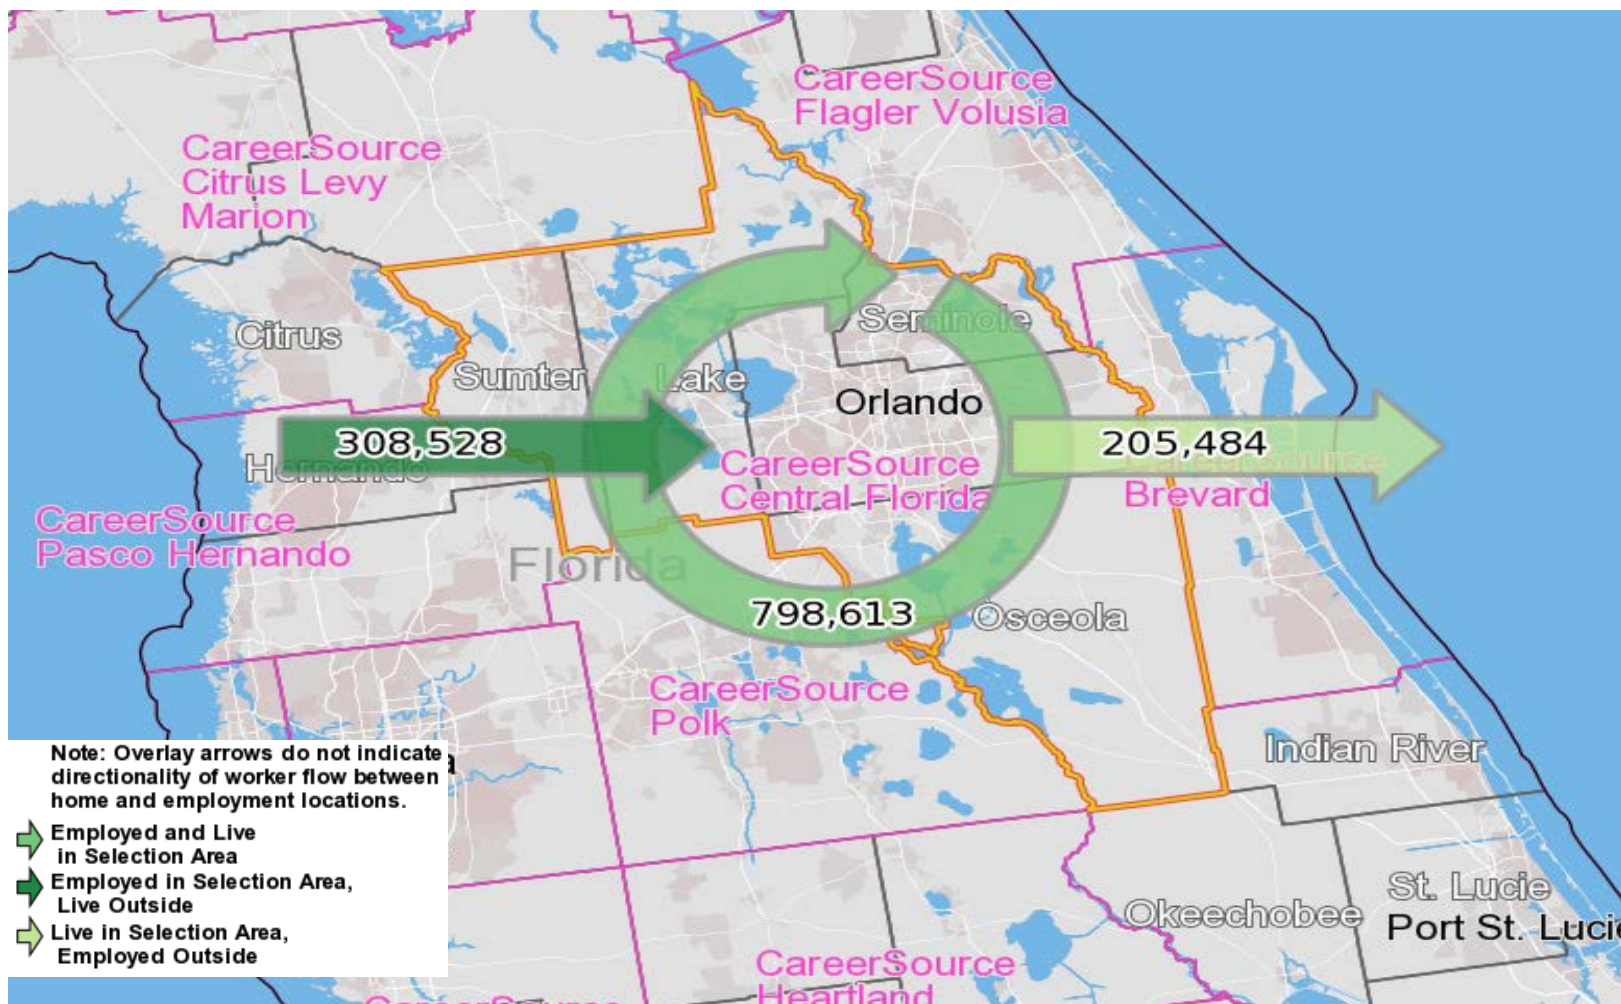 CareerSource
Flagler Volusia
CareerSource
Citrus Levy
Marion
Citrus
Seminole
Sumter
Lake
Orlando
308,528
205,484
Hernando
CareerSource
Central Florida
CareerSource
Brevard
CareerSource
Pasco Hernando
Florida
798,613
Osceola
CareerSource
Polk
Indian River
Note: Overlay arrows do not indicate
directionality of worker flow between
home and employment locations.
Employed and Live
in Selection Area
Employed in Selection Area,
Live Outside
Live in Selection Area,
Employed Outside
St. Lucie
Okeechobee
Port St. Lucie
CareerSource
Heartland
CareerSource